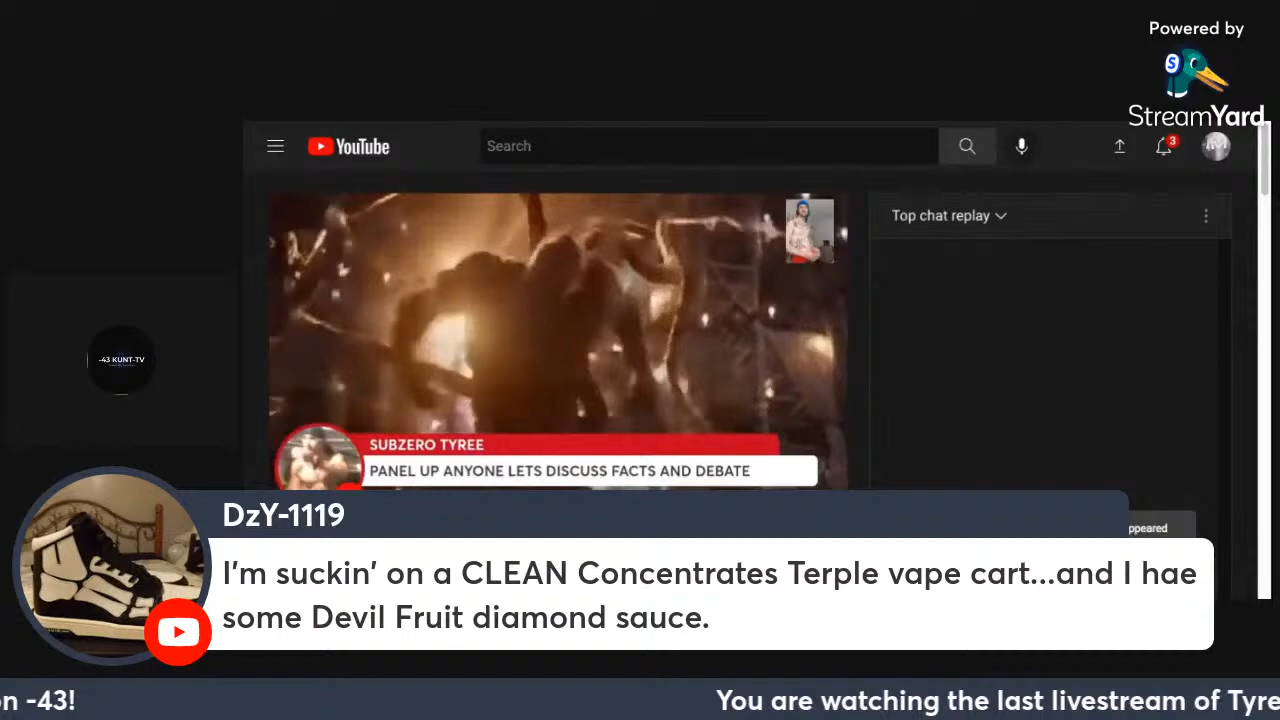 Powered by
StreamYard
YouTube
Search
3
Top chat replay
-43 KUNT-TV
SUBZERO TYREE
PANEL UP ANYONE LETS DISCUSS FACTS AND DEBATE
ppeared
DzY-1119
I'm suckin' on a CLEAN Concentrates Terple vape cart...and I hae
some Devil Fruit diamond sauce.
on -43!
You are watching the last livestream of Tyre